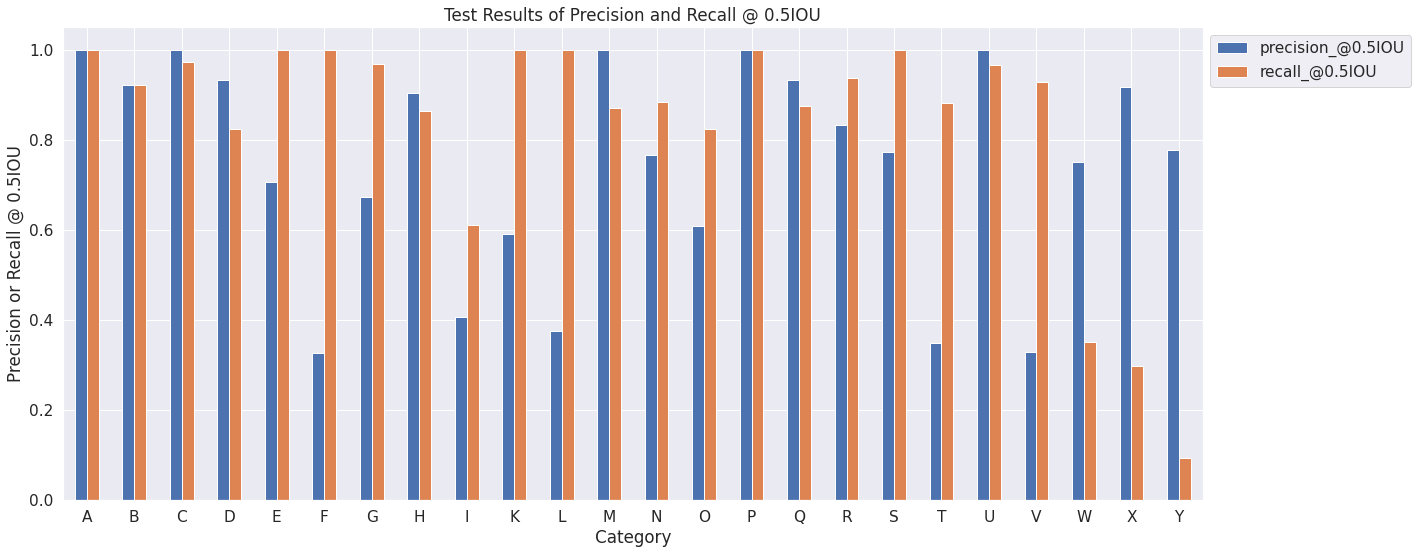 Test Results of Precision and Recall @ 0.5IOU
precision_@0.5IOU
recall_@0.5IOU
Precision or Recall @ 0.5IOU
1.0
0.8
0.6
0.4
0.2
0.0
A B C D E F G H I K L M N O P Q R S T U V W X Y
Category